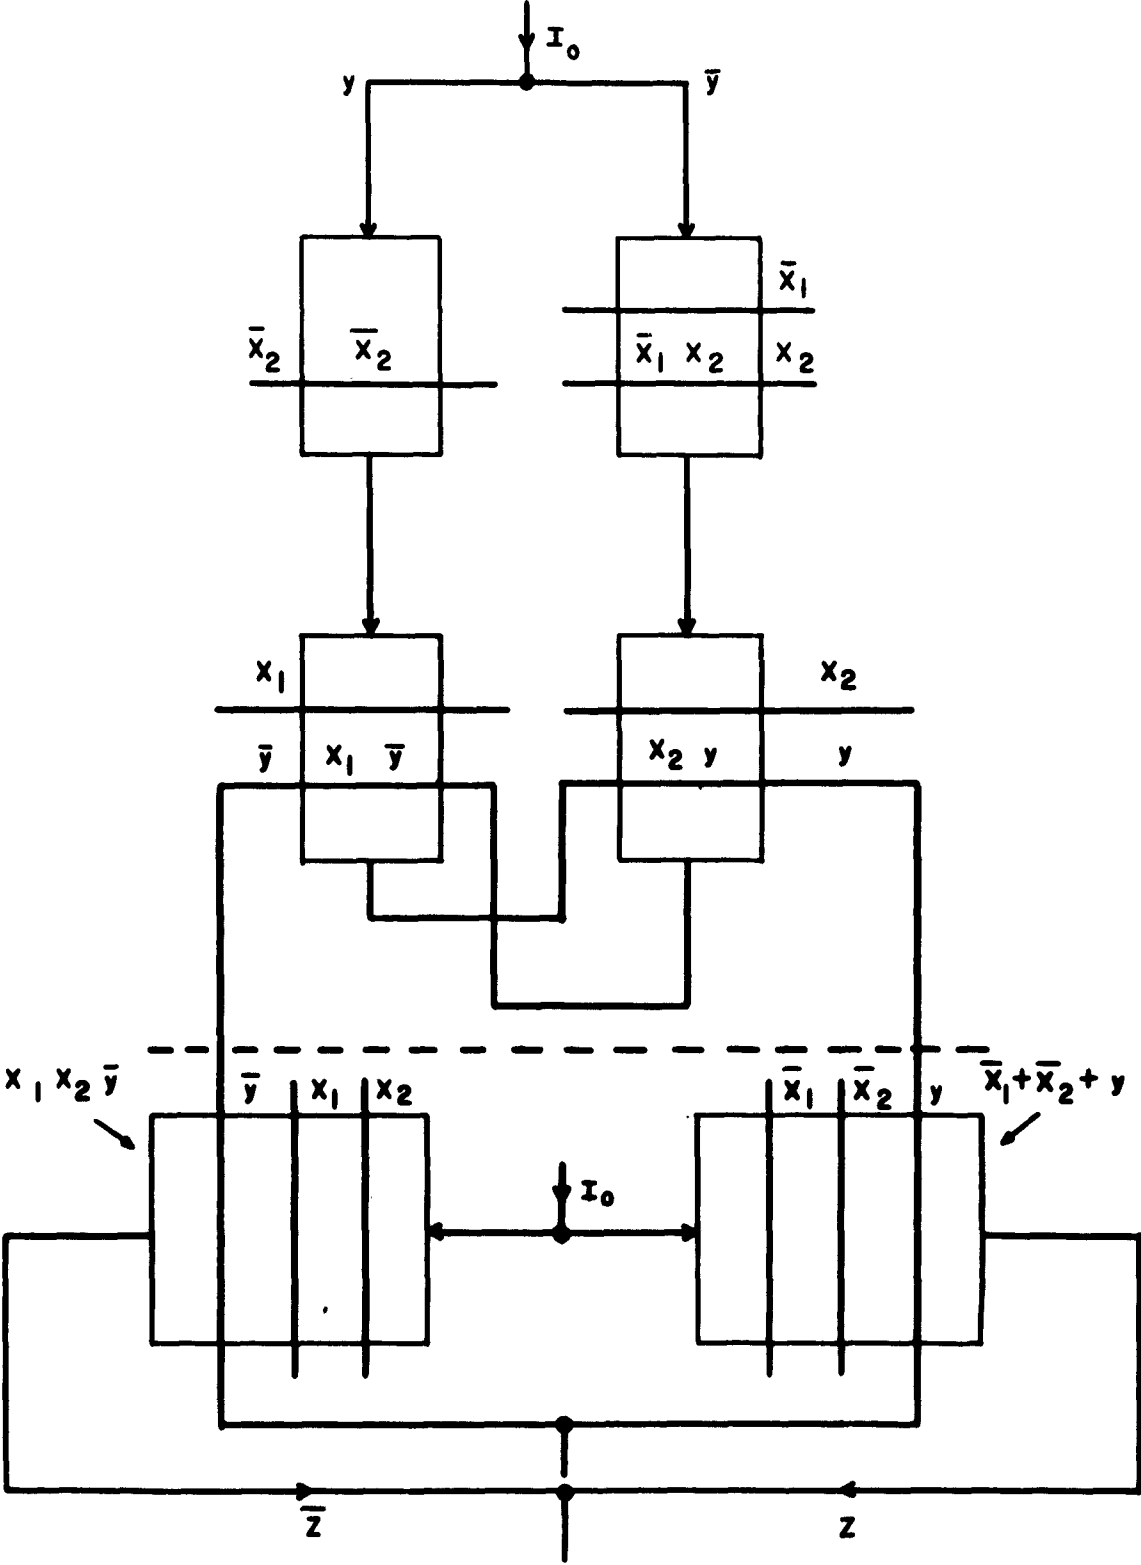 I₀
y ȳ
x̄₁
x̄₂ x̄₂ x̄₁ x₂ x₂
x₁ x₂
ȳ x₁ ȳ x₂ y y
x₁ x₂ ȳ ȳ x₁ x₂ x̄₁ x̄₂ y x̄₁+x̄₂+ y
I₀
z̄ z